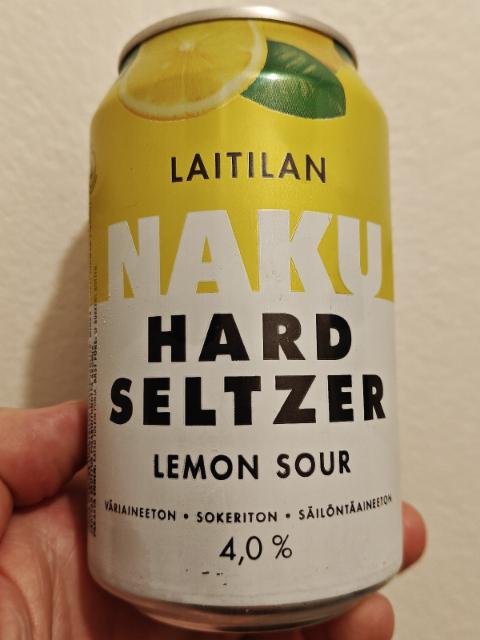 LAITILAN
NAKU
HARD
SELTZER
LEMON SOUR
VÄRIAINEETON • SOKERITON • SÄILÖNTÄAINEETON
4,0 %